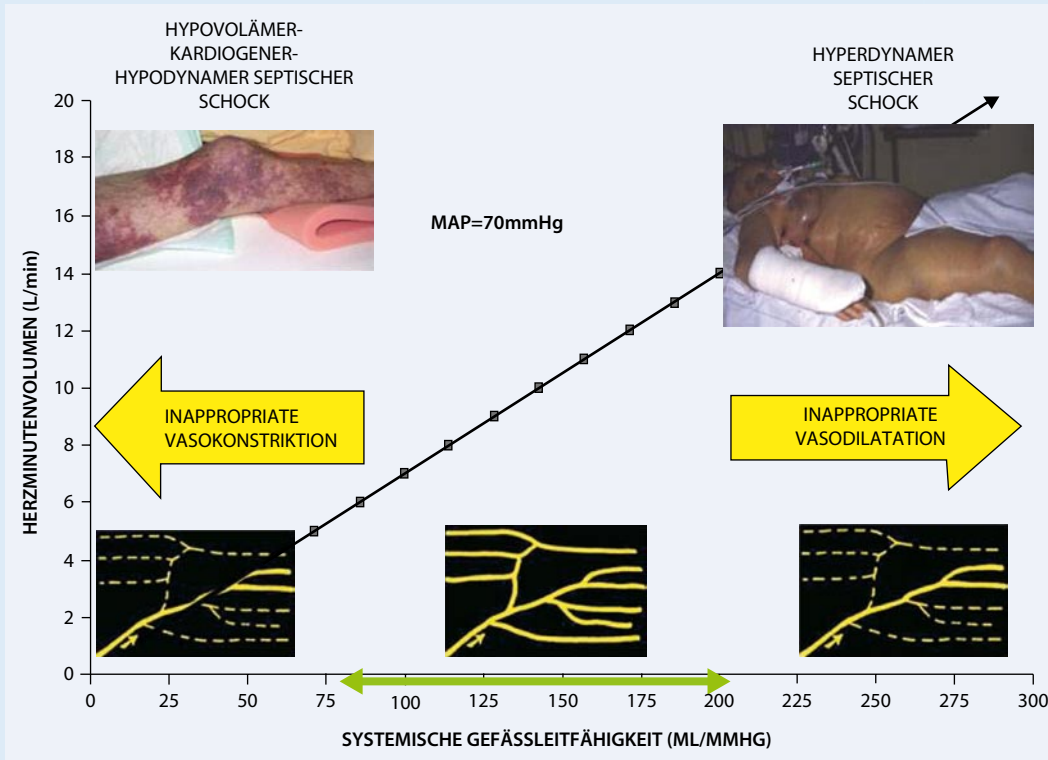 HYPOVOLÄMER-
KARDIOGENER-
HYPODYNAMER SEPTISCHER
SCHOCK
HYPERDYNAMER
SEPTISCHER
SCHOCK
MAP=70mmHg
INAPPROPRIATE
VASOKONSTRIKTION
INAPPROPRIATE
VASODILATATION
HERZMINUTENVOLUMEN (L/min)
20
18
16
14
12
10
8
6
4
2
0
0 25 50 75 100 125 150 175 200 225 250 275 300
SYSTEMISCHE GEFÄSSLEITFÄHIGKEIT (ML/MMHG)